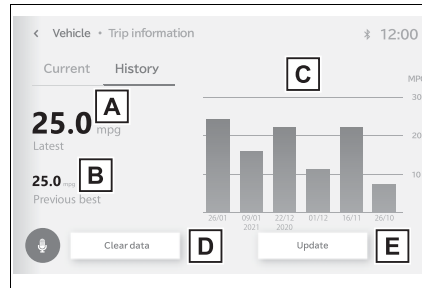 ‹ Vehicle • Trip information 12:00
Current History
C
MPG
A
25.0 mpg
Latest
B
25.0 mpg
Previous best
30
20
10
26/01 09/01 22/12 01/12 16/11 26/10
2021 2020
Clear data D Update E